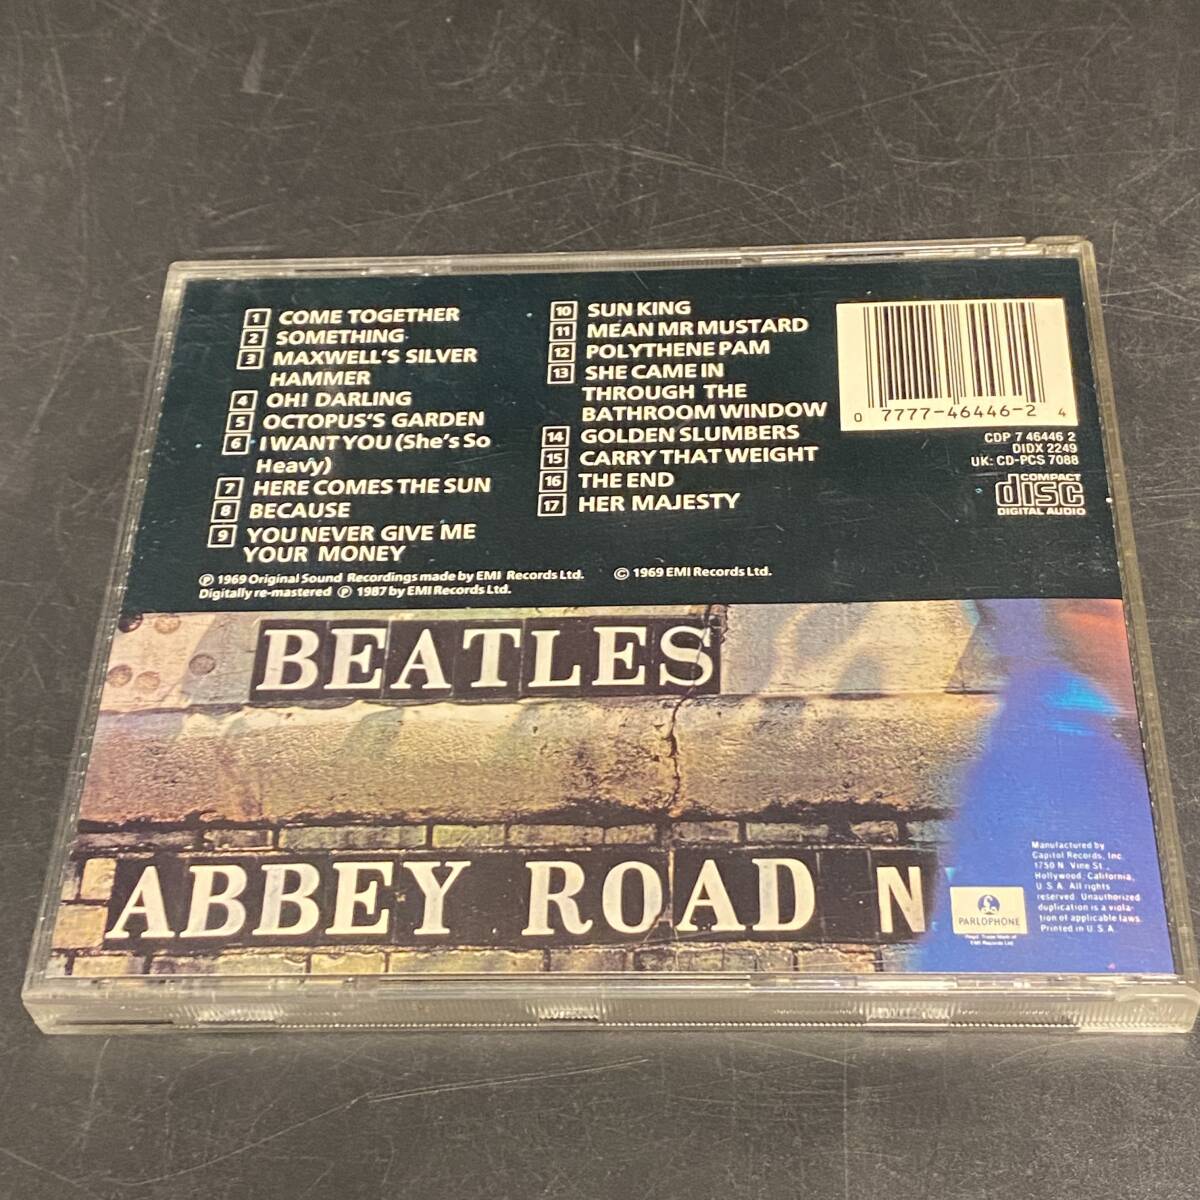 1 COME TOGETHER
2 SOMETHING
3 MAXWELL'S SILVER
HAMMER
4 OH! DARLING
5 OCTOPUS'S GARDEN
6 I WANT YOU (She's So
Heavy)
7 HERE COMES THE SUN
8 BECAUSE
9 YOU NEVER GIVE ME
YOUR MONEY
10 SUN KING
11 MEAN MR MUSTARD
12 POLYTHENE PAM
13 SHE CAME IN
THROUGH THE
BATHROOM WINDOW
14 GOLDEN SLUMBERS
15 CARRY THAT WEIGHT
16 THE END
17 HER MAJESTY
0 7777-46446-2 4
CDP 7 46446 2
DIDX 2249
UK: CD-PCS 7088
COMPACT
disc
DIGITAL AUDIO
℗ 1969 Original Sound Recordings made by EMI Records Ltd. © 1969 EMI Records Ltd.
Digitally re-mastered ℗ 1987 by EMI Records Ltd.
BEATLES
ABBEY ROAD N
PARLOPHONE
EMI Records Ltd
Manufactured by
Capitol Records, Inc.
1750 N. Vine St.,
Hollywood, California,
U.S.A. All rights
reserved. Unauthorized
duplication is a viola-
tion of applicable laws.
Printed in U.S.A.